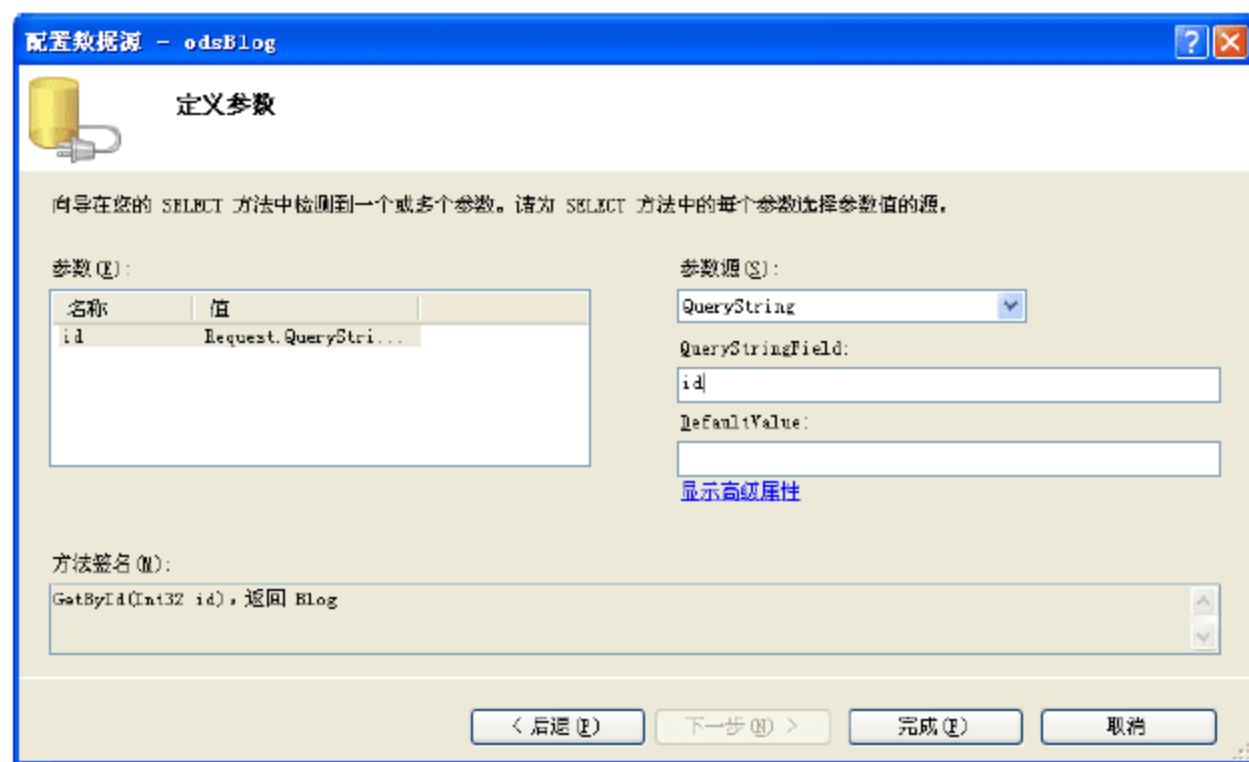 配置数据源 - odsBlog
定义参数
向导在您的 SELECT 方法中检测到一个或多个参数。请为 SELECT 方法中的每个参数选择参数值的源。
参数(E):
名称 值
id Request.QueryStri...
参数源(S):
QueryString
QueryStringField:
id
DefaultValue:
显示高级属性
方法签名(M):
GetById(Int32 id)，返回 Blog
< 后退(P)
下一步(N) >
完成(F)
取消